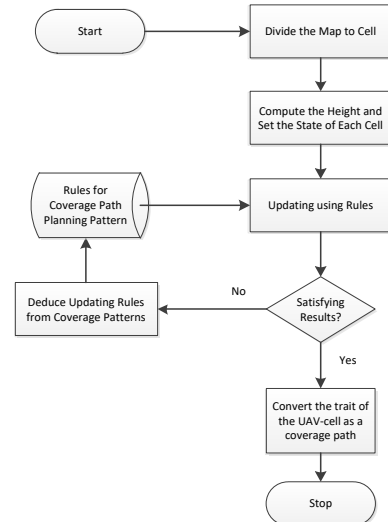 Start
Divide the Map to Cell
Compute the Height and
Set the State of Each Cell
Rules for
Coverage Path
Planning Pattern
Updating using Rules
No
Satisfying
Results?
Deduce Updating Rules
from Coverage Patterns
Yes
Convert the trait of
the UAV-cell as a
coverage path
Stop